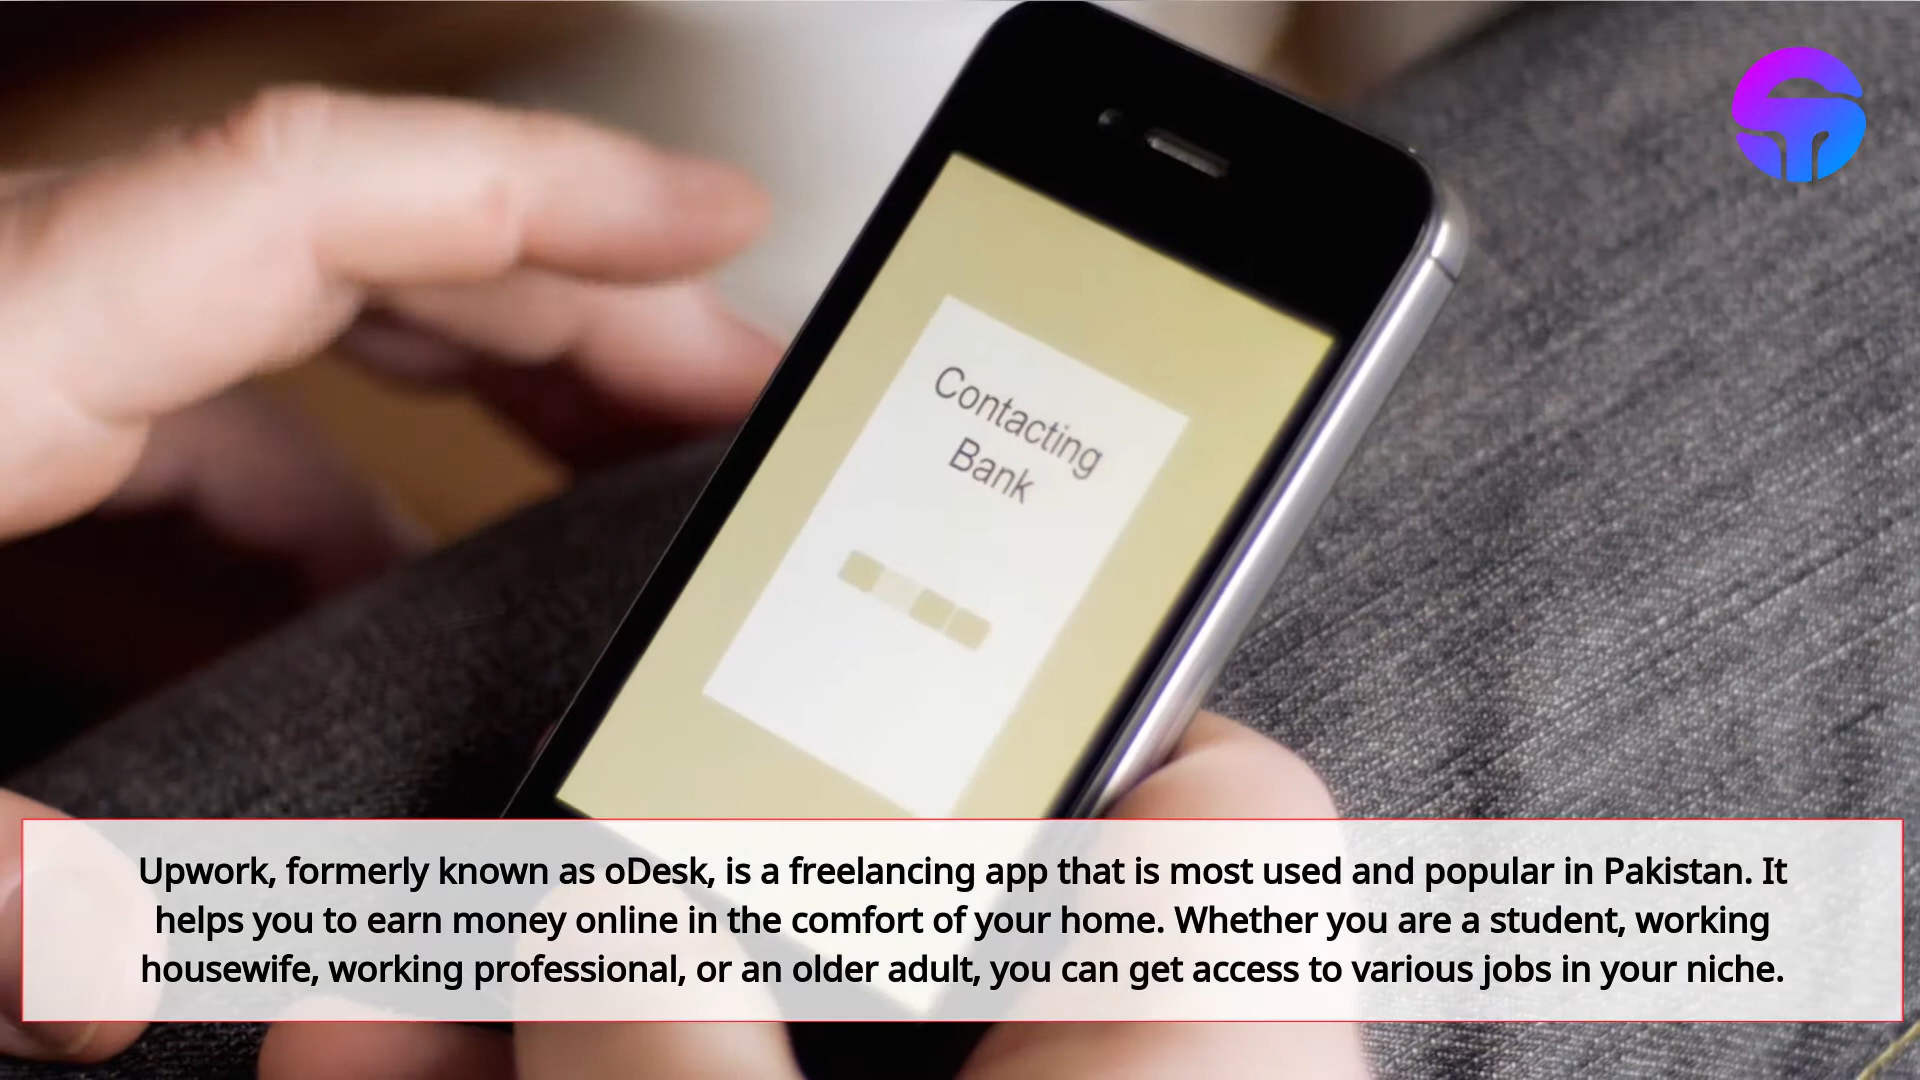 Contacting
Bank
Upwork, formerly known as oDesk, is a freelancing app that is most used and popular in Pakistan. It
helps you to earn money online in the comfort of your home. Whether you are a student, working
housewife, working professional, or an older adult, you can get access to various jobs in your niche.